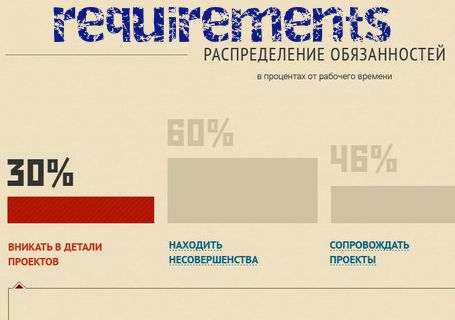 requirements
РАСПРЕДЕЛЕНИЕ ОБЯЗАННОСТЕЙ
в процентах от рабочего времени
30% 60% 46%
ВНИКАТЬ В ДЕТАЛИ НАХОДИТЬ СОПРОВОЖДАТЬ
ПРОЕКТОВ НЕСОВЕРШЕНСТВА ПРОЕКТЫ